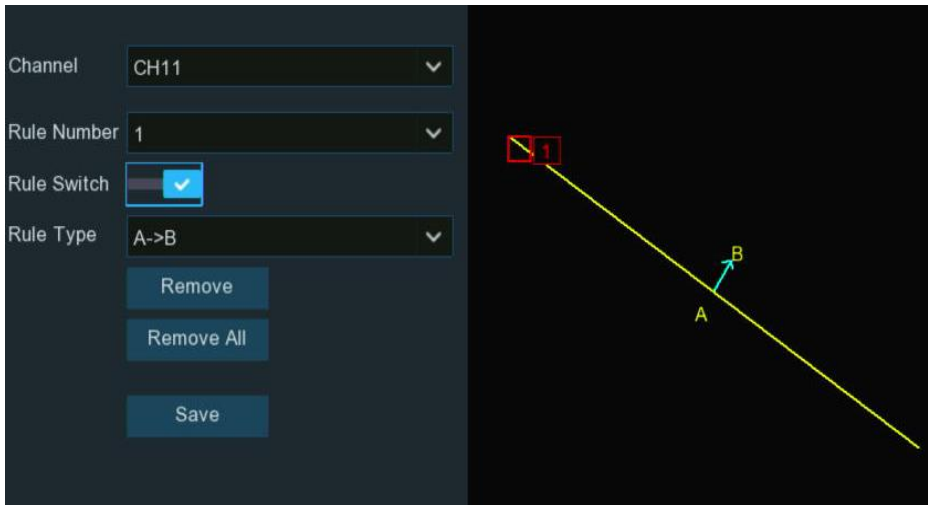 Channel CH11
Rule Number 1
Rule Switch
Rule Type A->B
Remove
Remove All
Save
1
B
A